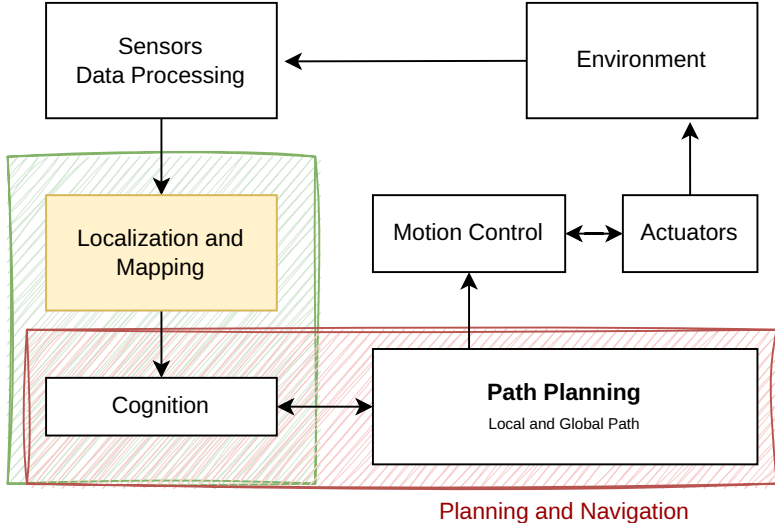 Sensors
Data Processing
Environment
Localization and
Mapping
Motion Control
Actuators
Cognition
Path Planning
Local and Global Path
Planning and Navigation